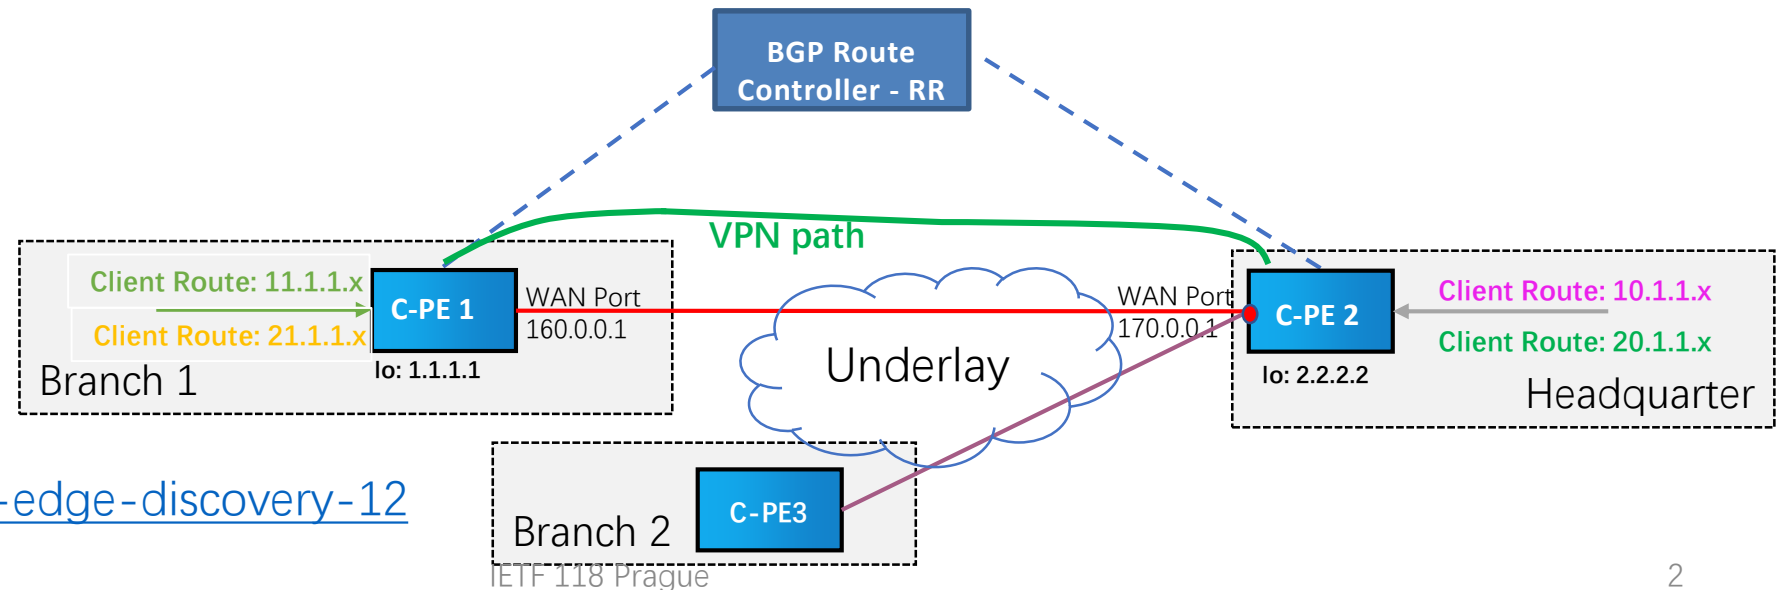 BGP Route
Controller - RR
VPN path
Client Route: 11.1.1.x
Client Route: 21.1.1.x
C-PE 1
WAN Port
160.0.0.1
lo: 1.1.1.1
Branch 1
Underlay
WAN Port
170.0.0.1
C-PE 2
lo: 2.2.2.2
Client Route: 10.1.1.x
Client Route: 20.1.1.x
Headquarter
-edge-discovery-12
Branch 2
C-PE3
IETF 118 Prague
2